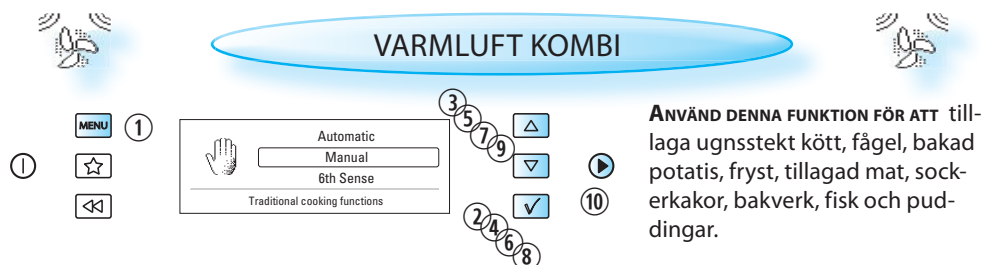 VARMLUFT KOMBI
MENU
1
3
5
7
9
Automatic
Manual
6th Sense
Traditional cooking functions
10
2
4
6
8
ANVÄND DENNA FUNKTION FÖR ATT till-
laga ugnsstekt kött, fågel, bakad
potatis, fryst, tillagad mat, sock-
erkakor, bakverk, fisk och pud-
dingar.